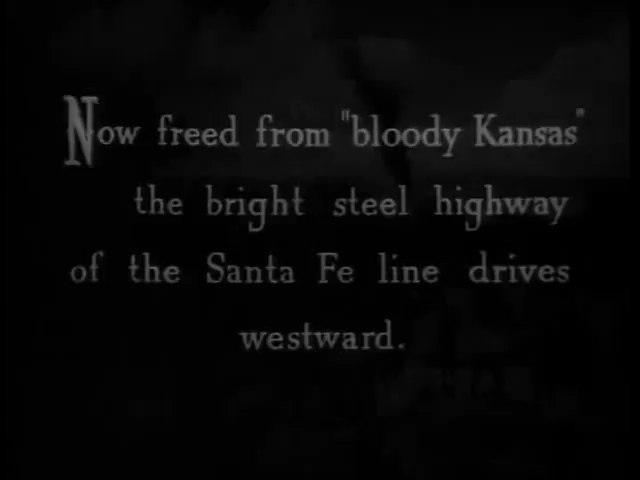 Now freed from "bloody Kansas"
the bright steel highway
of the Santa Fe line drives
westward.